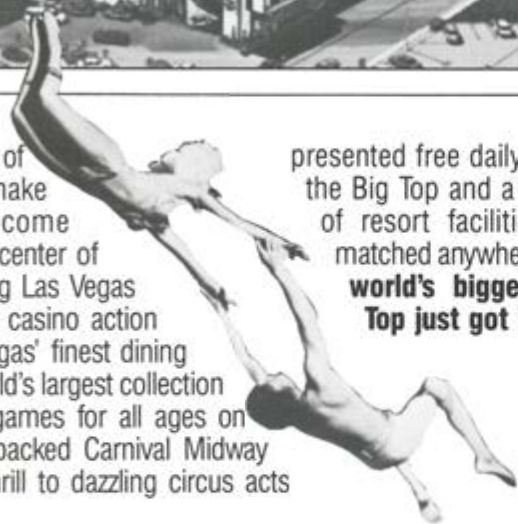 of
make
come
center of
g Las Vegas
casino action
gas' finest dining
ld's largest collection
games for all ages on
packed Carnival Midway
rill to dazzling circus acts
presented free daily
the Big Top and a
of resort faciliti
matched anywhe
world's bigge
Top just got